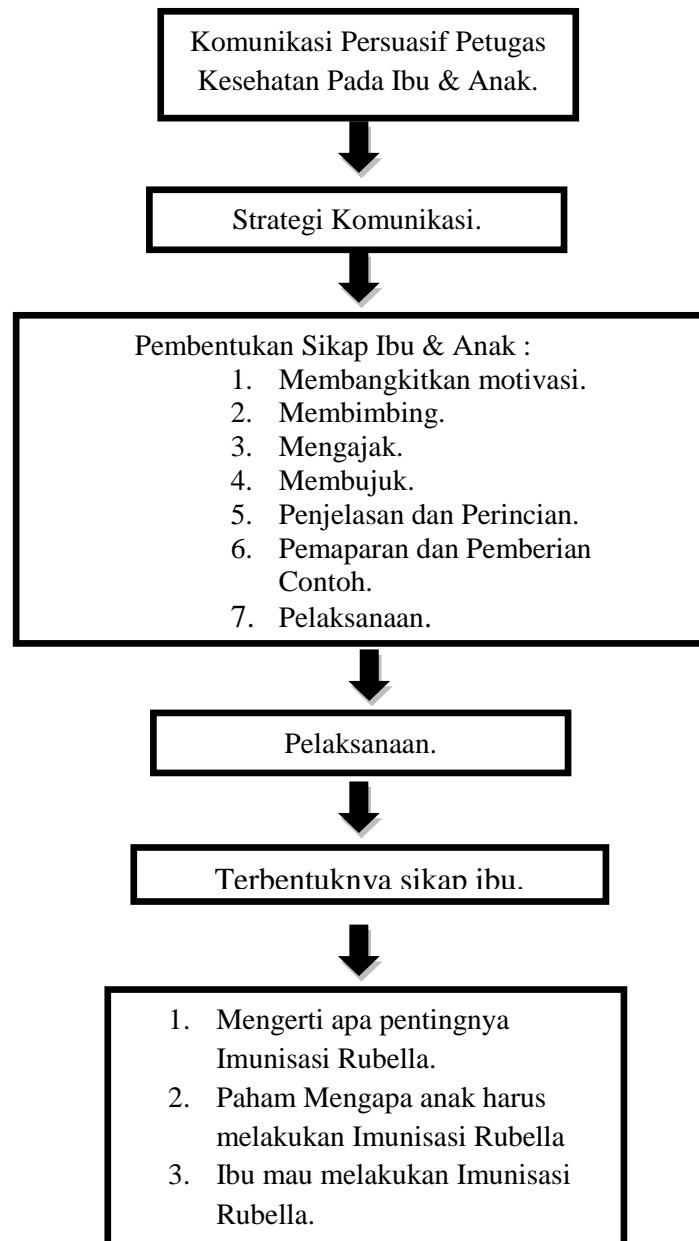 Komunikasi Persuasif Petugas
Kesehatan Pada Ibu & Anak.
Strategi Komunikasi.
Pembentukan Sikap Ibu & Anak :
1. Membangkitkan motivasi.
2. Membimbing.
3. Mengajak.
4. Membujuk.
5. Penjelasan dan Perincian.
6. Pemaparan dan Pemberian
Contoh.
7. Pelaksanaan.
Pelaksanaan.
Terbentuknya sikap ibu.
1. Mengerti apa pentingnya
Imunisasi Rubella.
2. Paham Mengapa anak harus
melakukan Imunisasi Rubella
3. Ibu mau melakukan Imunisasi
Rubella.